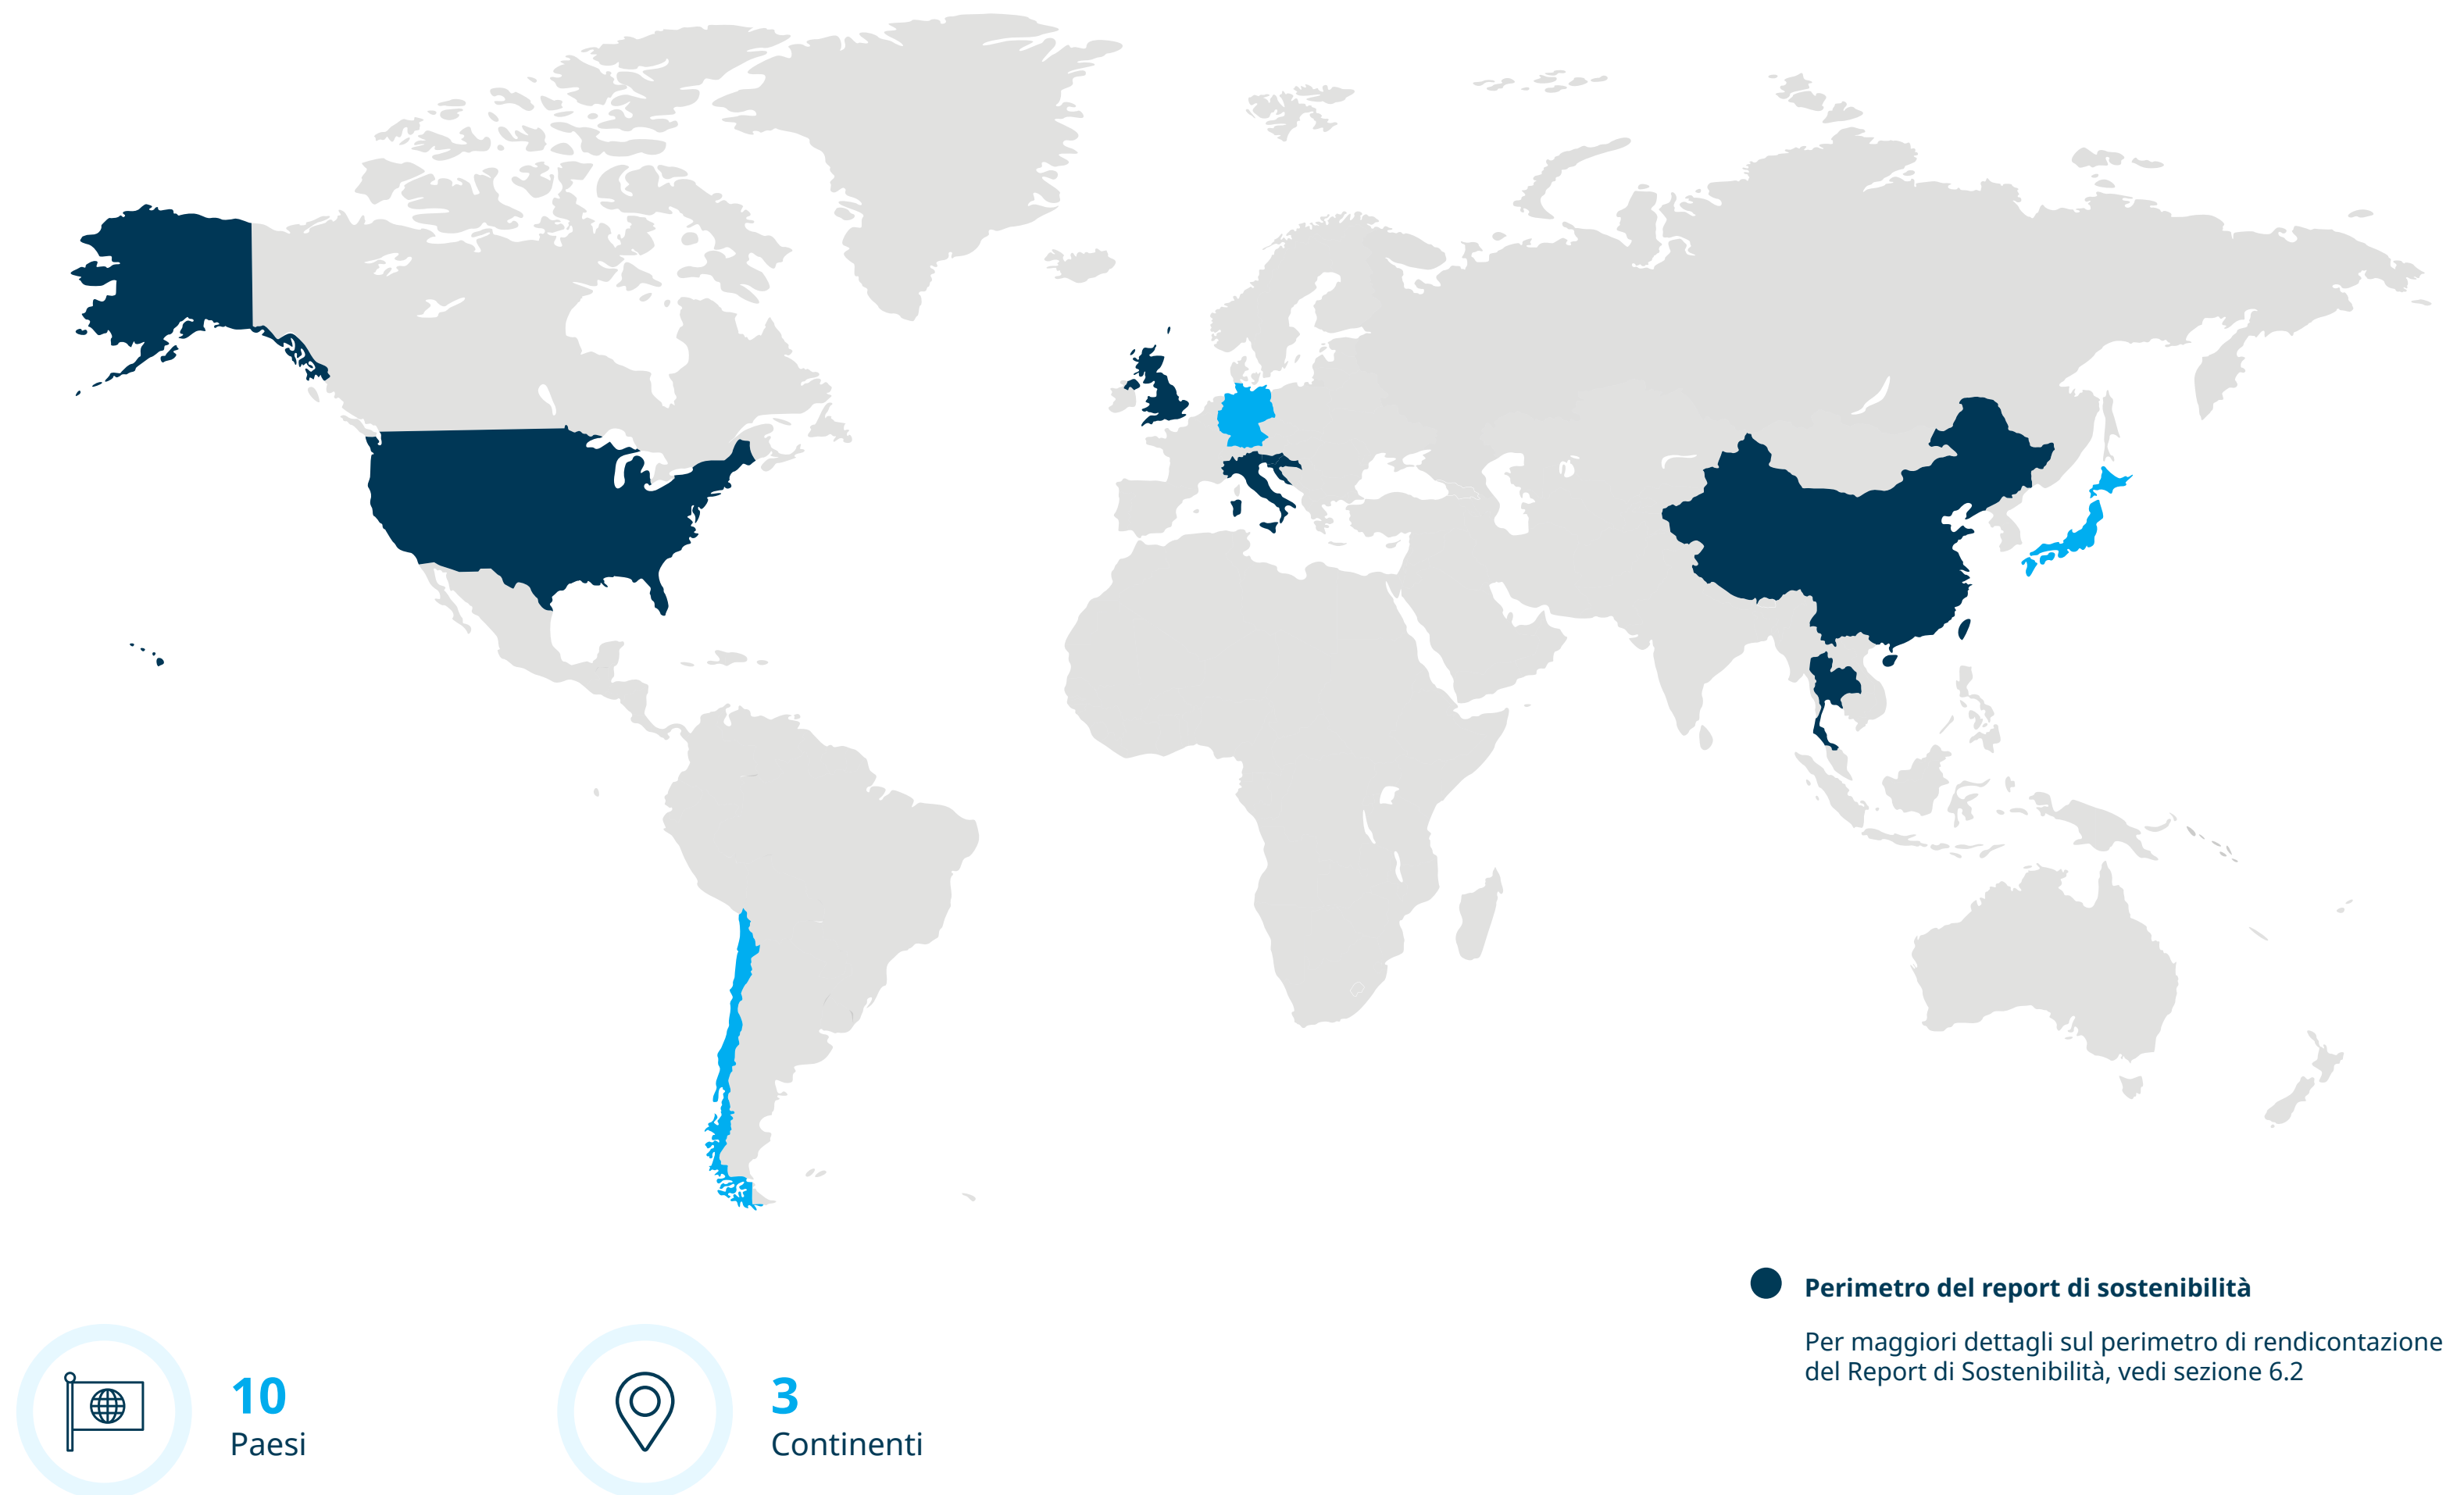 Perimetro del report di sostenibilità
Per maggiori dettagli sul perimetro di rendicontazione
del Report di Sostenibilità, vedi sezione 6.2
10
Paesi
3
Continenti